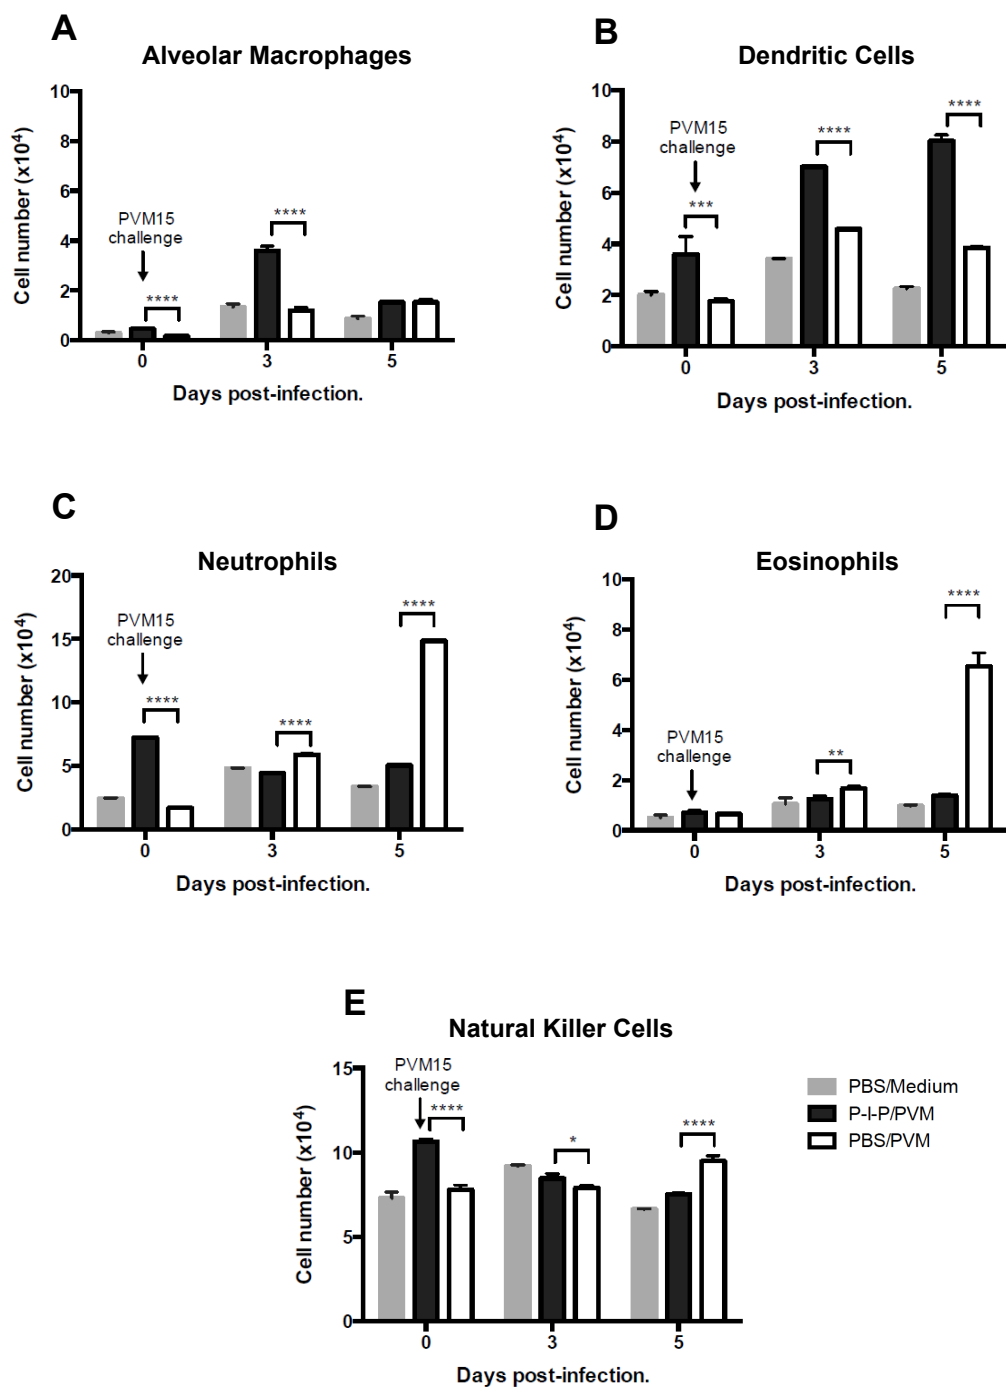 A
Alveolar Macrophages
Cell number (x10⁴)
10
8
6
4
2
0
PVM15
challenge
****
****
0
3
5
Days post-infection.
B
Dendritic Cells
Cell number (x10⁴)
10
8
6
4
2
0
PVM15
challenge
***
****
****
0
3
5
Days post-infection.
C
Neutrophils
Cell number (x10⁴)
20
15
10
5
0
PVM15
challenge
****
****
****
0
3
5
Days post-infection.
D
Eosinophils
Cell number (x10⁴)
10
8
6
4
2
0
PVM15
challenge
**
****
0
3
5
Days post-infection.
E
Natural Killer Cells
Cell number (x10⁴)
15
10
5
0
PVM15
challenge
****
*
****
0
3
5
Days post-infection.
PBS/Medium
P-I-P/PVM
PBS/PVM